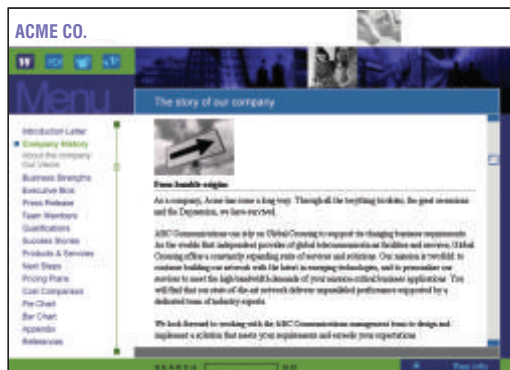 ACME CO.
Menu
The story of our company
Introduction Letter
Company History
About the company
Our Vision
Business Strengths
Executive Bios
Press Release
Team Members
Qualifications
Success Stories
Products & Services
Next Steps
Pricing Plans
Cost Comparison
Pie Chart
Bar Chart
Appendix
References
From humble origins
As a company, Acme has come a long way. Through all the
and the Depression, we have survived.
ABC Communications can rely on Global Crossing to support its changing business requirements.
As the worlds first independent provider of global telecommunications facilities and services, Global
Crossing offers a constantly expanding suite of services and solutions. Our mission is twofold: to
continue building our network with the latest in emerging technologies, and to personalize our
services to meet the high-bandwidth demands of your mission-critical business applications. You
will find that our state-of-the-art network delivers unparalleled performance supported by a
dedicated team of industry experts.
We look forward to working with the ABC Communications management team to design and
implement a solution that meets your requirements and exceeds your expectations.
SEARCH GO